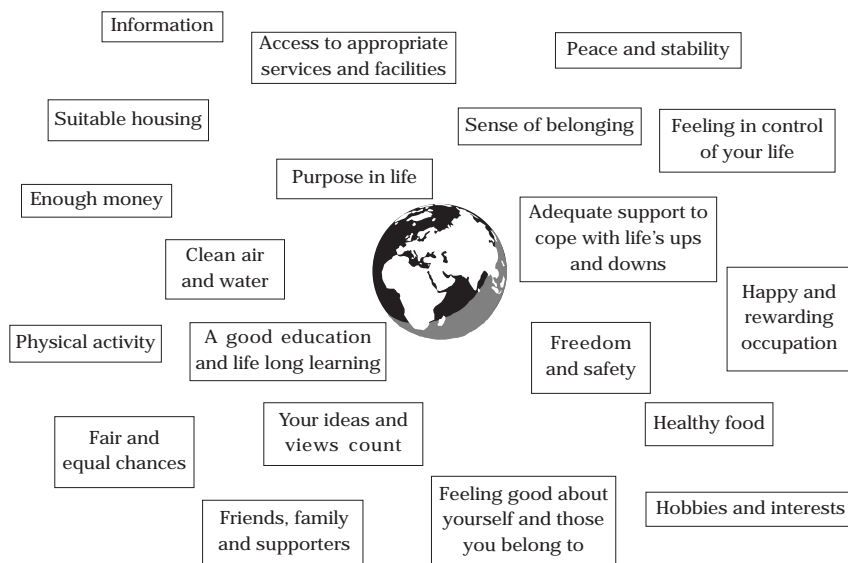 Information
Access to appropriate
services and facilities
Peace and stability
Suitable housing
Sense of belonging
Feeling in control
of your life
Purpose in life
Enough money
Adequate support to
cope with life's ups
and downs
Clean air
and water
Happy and
rewarding
occupation
Physical activity
A good education
and life long learning
Freedom
and safety
Your ideas and
views count
Healthy food
Fair and
equal chances
Feeling good about
yourself and those
you belong to
Hobbies and interests
Friends, family
and supporters